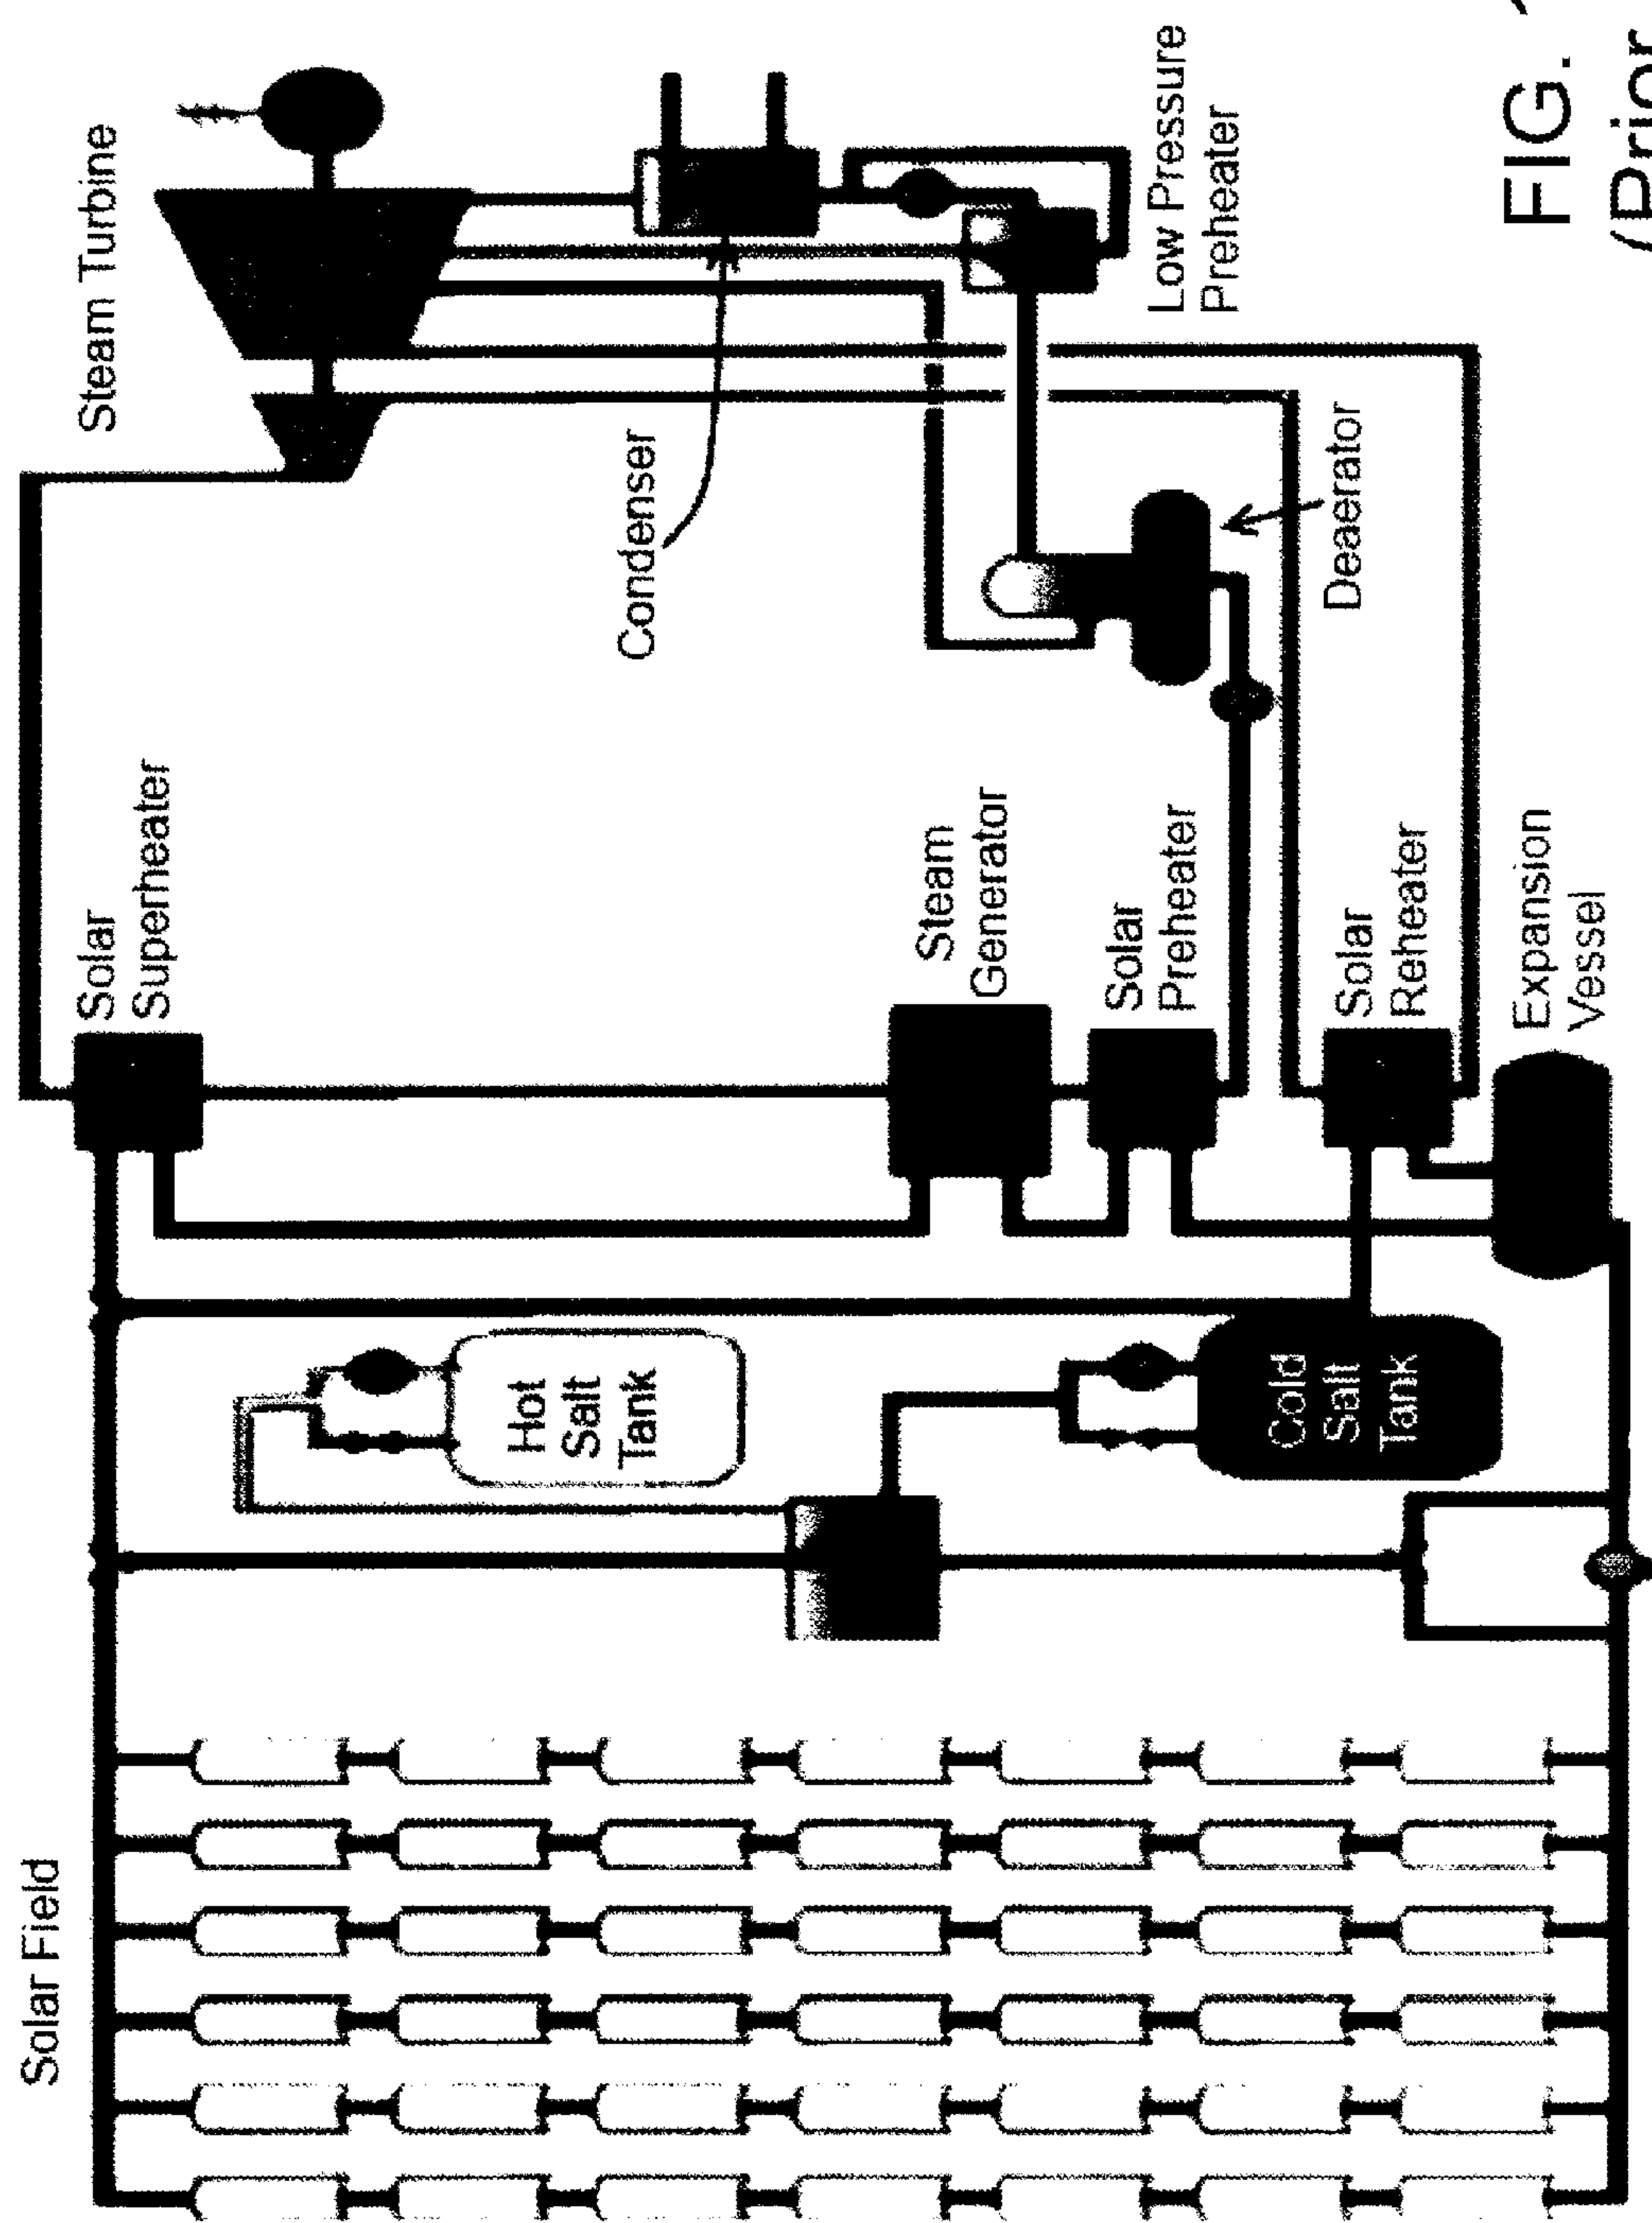 Solar Field
Hot
Salt
Tank
Cold
Salt
Tank
Solar
Superheater
Steam
Generator
Solar
Preheater
Solar
Reheater
Expansion
Vessel
Condenser
Deaerator
Steam Turbine
Low Pressure
Preheater
FIG.
(Prior